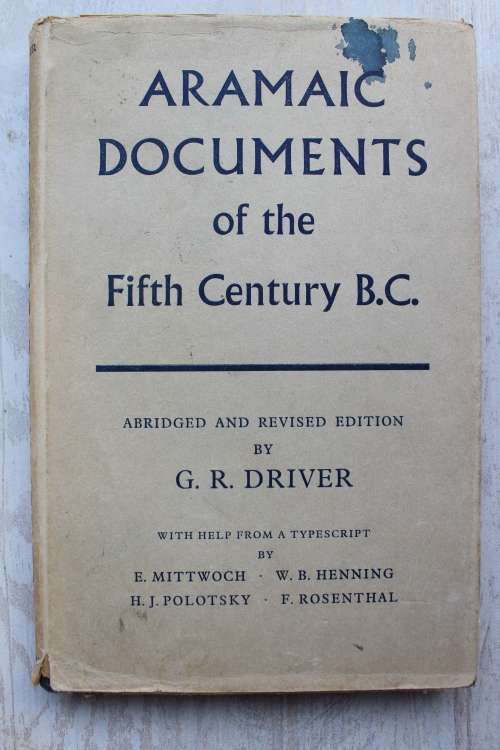 ARAMAIC
DOCUMENTS
of the
Fifth Century B.C.
ABRIDGED AND REVISED EDITION
BY
G. R. DRIVER
WITH HELP FROM A TYPESCRIPT
BY
E. MITTWOCH · W. B. HENNING
H. J. POLOTSKY · F. ROSENTHAL